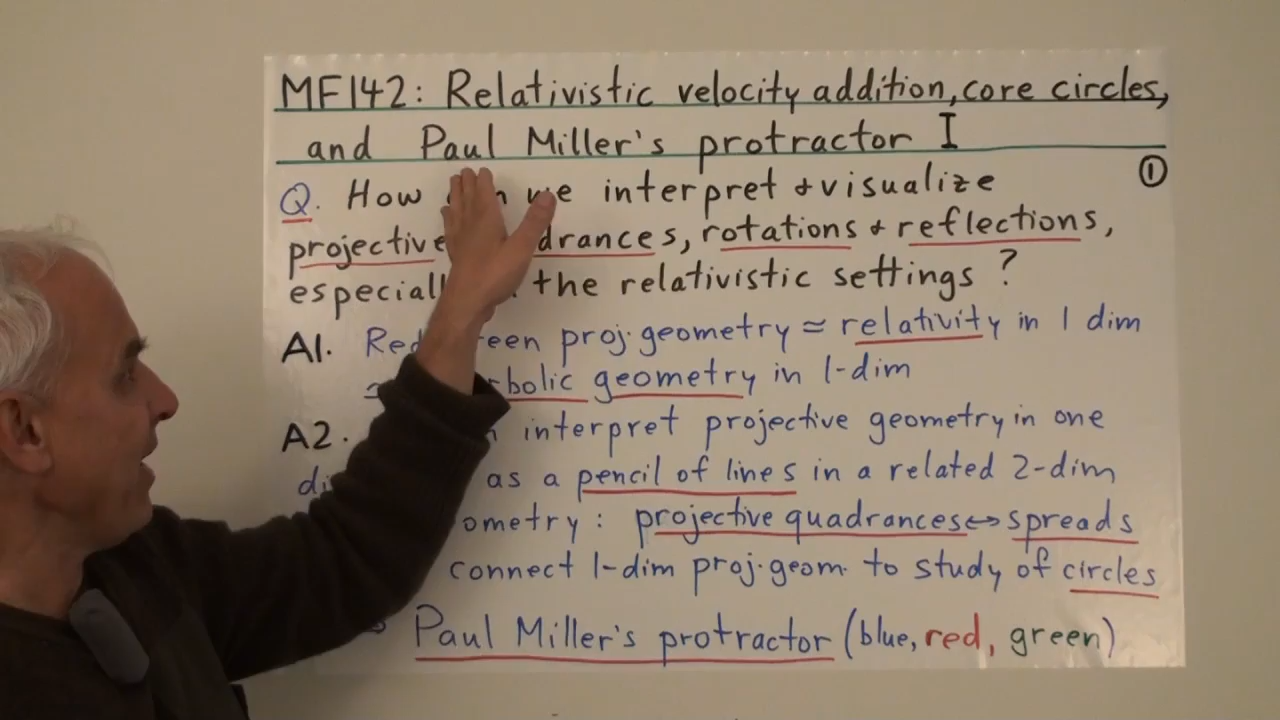 MF142: Relativistic velocity addition, core circles,
and Paul Miller's protractor I
①
Q. How we interpret & visualize
projective drances, rotations & reflections,
especiall the relativistic settings ?
A1. Red een proj. geometry ≈ relativity in 1 dim
bolic geometry in 1-dim
A2. interpret projective geometry in one
di as a pencil of lines in a related 2-dim
ometry : projective quadrances ↔ spreads
connect 1-dim proj. geom. to study of circles
Paul Miller's protractor (blue, red, green)